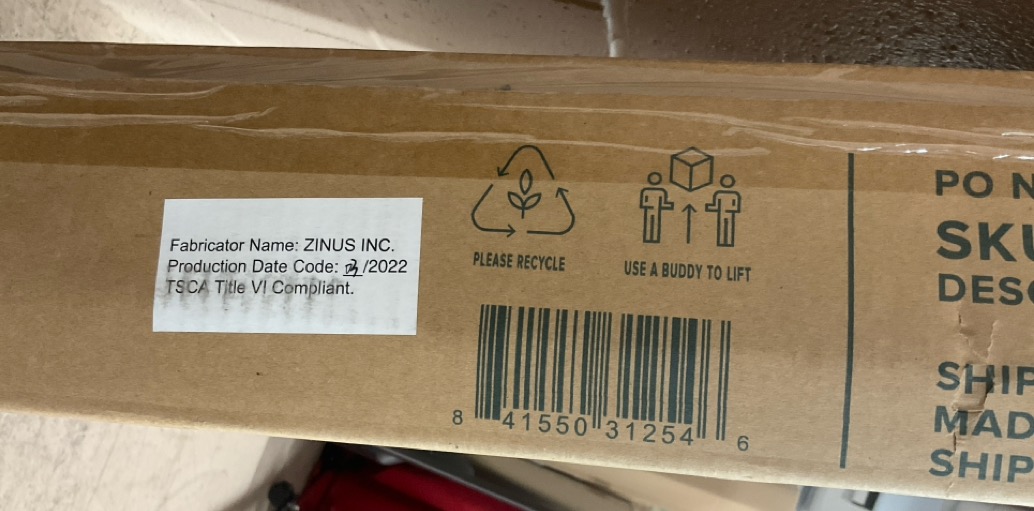 Fabricator Name: ZINUS INC.
Production Date Code: 3/2022
TSCA Title VI Compliant.
PLEASE RECYCLE
USE A BUDDY TO LIFT
8 41550 31254 6
PO N
SKU
DESC
SHIP
MAD
SHIP